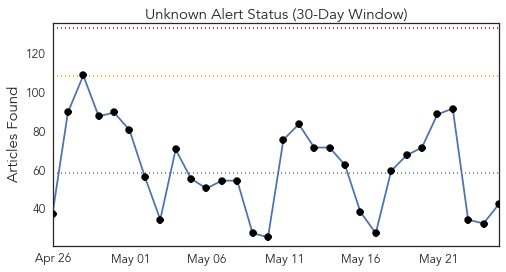 Unknown Alert Status (30-Day Window)
Articles Found
120
100
80
60
40
Apr 26 May 01 May 06 May 11 May 16 May 21